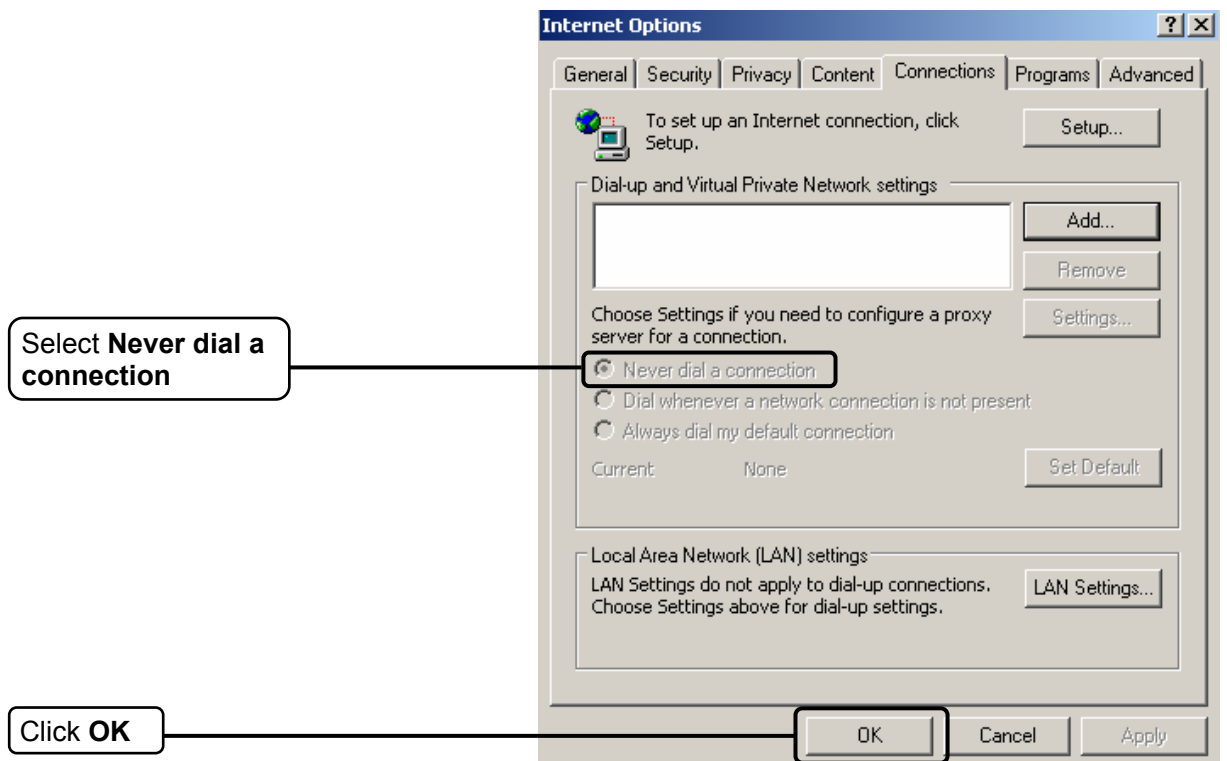 Internet Options
General Security Privacy Content Connections Programs Advanced
To set up an Internet connection, click
Setup.
Setup...
Dial-up and Virtual Private Network settings
Add...
Remove
Choose Settings if you need to configure a proxy
server for a connection.
Settings...
Select Never dial a
connection
Never dial a connection
Dial whenever a network connection is not present
Always dial my default connection
Current None
Set Default
Local Area Network (LAN) settings
LAN Settings do not apply to dial-up connections.
Choose Settings above for dial-up settings.
LAN Settings...
Click OK
OK Cancel Apply